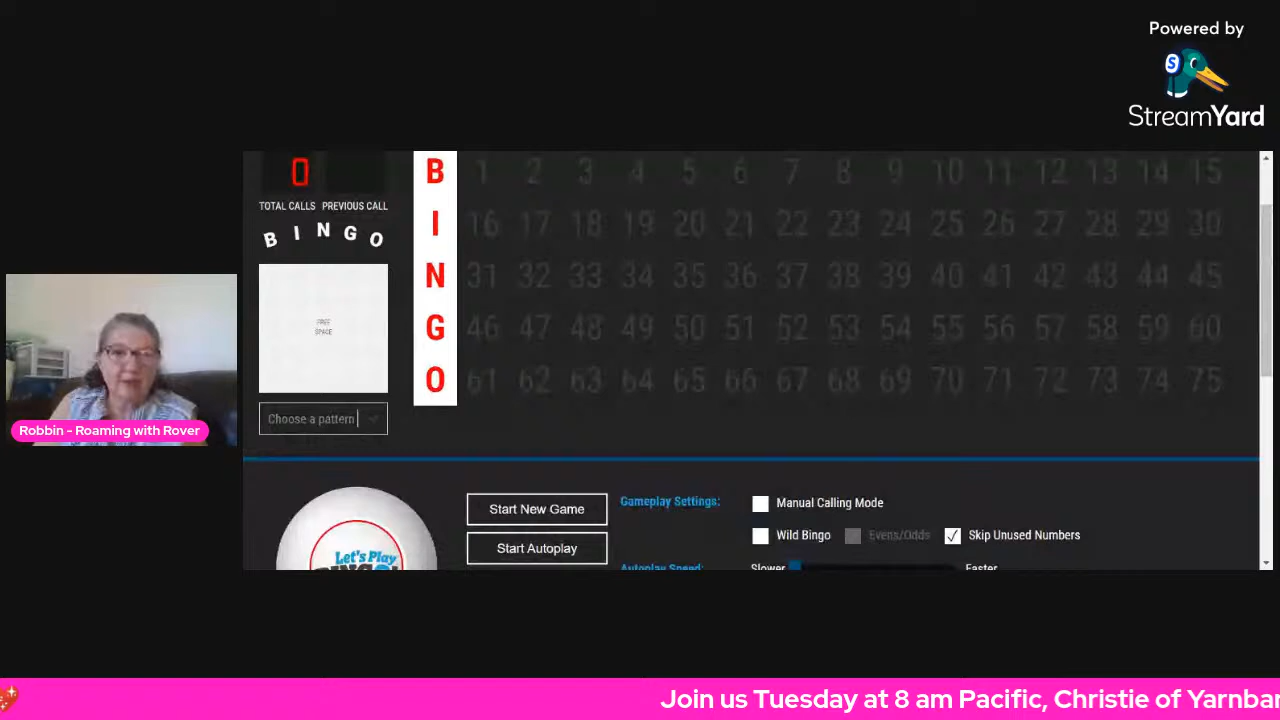 Powered by
StreamYard
0
TOTAL CALLS PREVIOUS CALL
B I N G O
FREE
SPACE
Choose a pattern
B 1 2 3 4 5 6 7 8 9 10 11 12 13 14 15
I 16 17 18 19 20 21 22 23 24 25 26 27 28 29 30
N 31 32 33 34 35 36 37 38 39 40 41 42 43 44 45
G 46 47 48 49 50 51 52 53 54 55 56 57 58 59 60
O 61 62 63 64 65 66 67 68 69 70 71 72 73 74 75
Robbin - Roaming with Rover
Let's Play
BINGO!
Start New Game
Start Autoplay
Gameplay Settings:
Manual Calling Mode
Wild Bingo Evens/Odds Skip Unused Numbers
Autoplay Speed: Slower Faster
Join us Tuesday at 8 am Pacific, Christie of Yarnbar